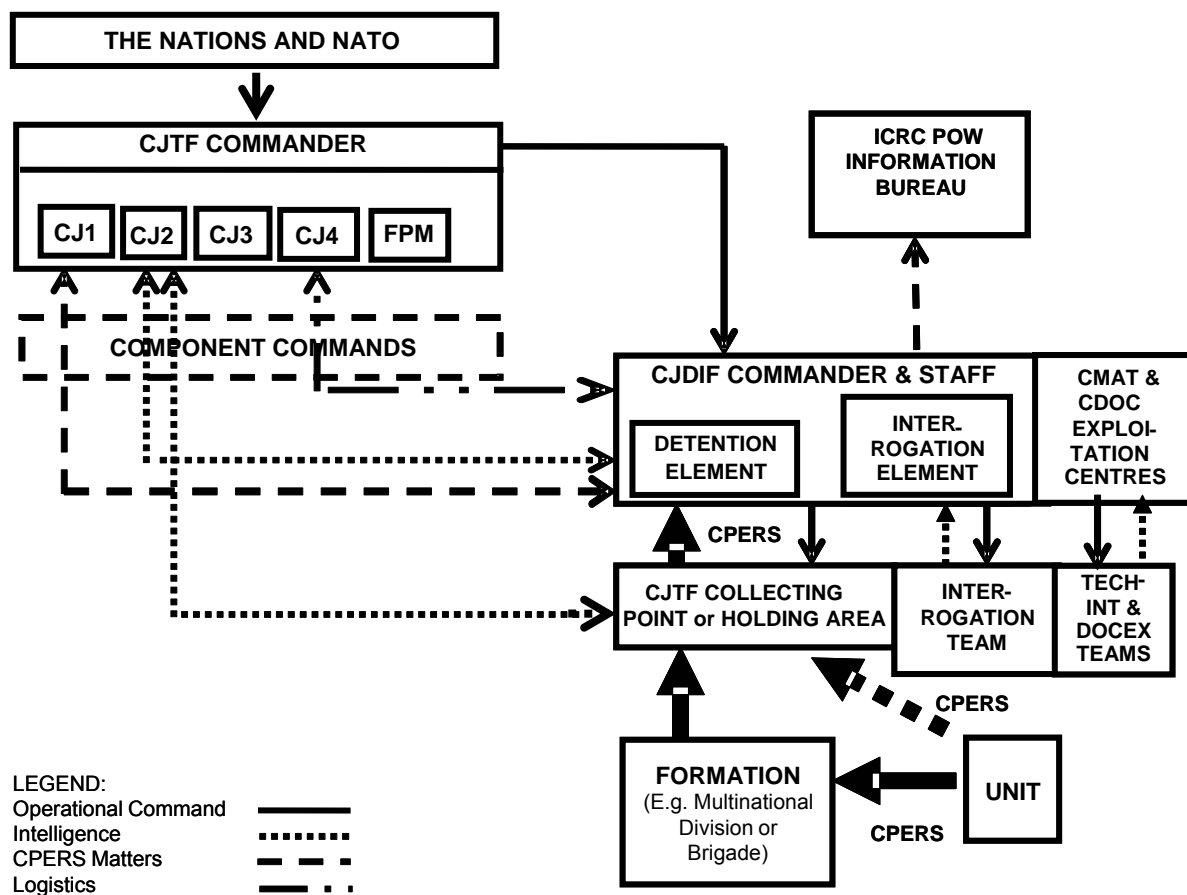 THE NATIONS AND NATO
CJTF COMMANDER
CJ1
CJ2
CJ3
CJ4
FPM
ICRC POW
INFORMATION
BUREAU
COMPONENT COMMANDS
CJDIF COMMANDER & STAFF
DETENTION
ELEMENT
INTER-
ROGATION
ELEMENT
CMAT &
CDOC
EXPLOI-
TATION
CENTRES
CPERS
CJTF COLLECTING
POINT or HOLDING AREA
INTER-
ROGATION
TEAM
TECH-
INT &
DOCEX
TEAMS
CPERS
FORMATION
(E.g. Multinational
Division or
Brigade)
CPERS
UNIT
LEGEND:
Operational Command
Intelligence
CPERS Matters
Logistics